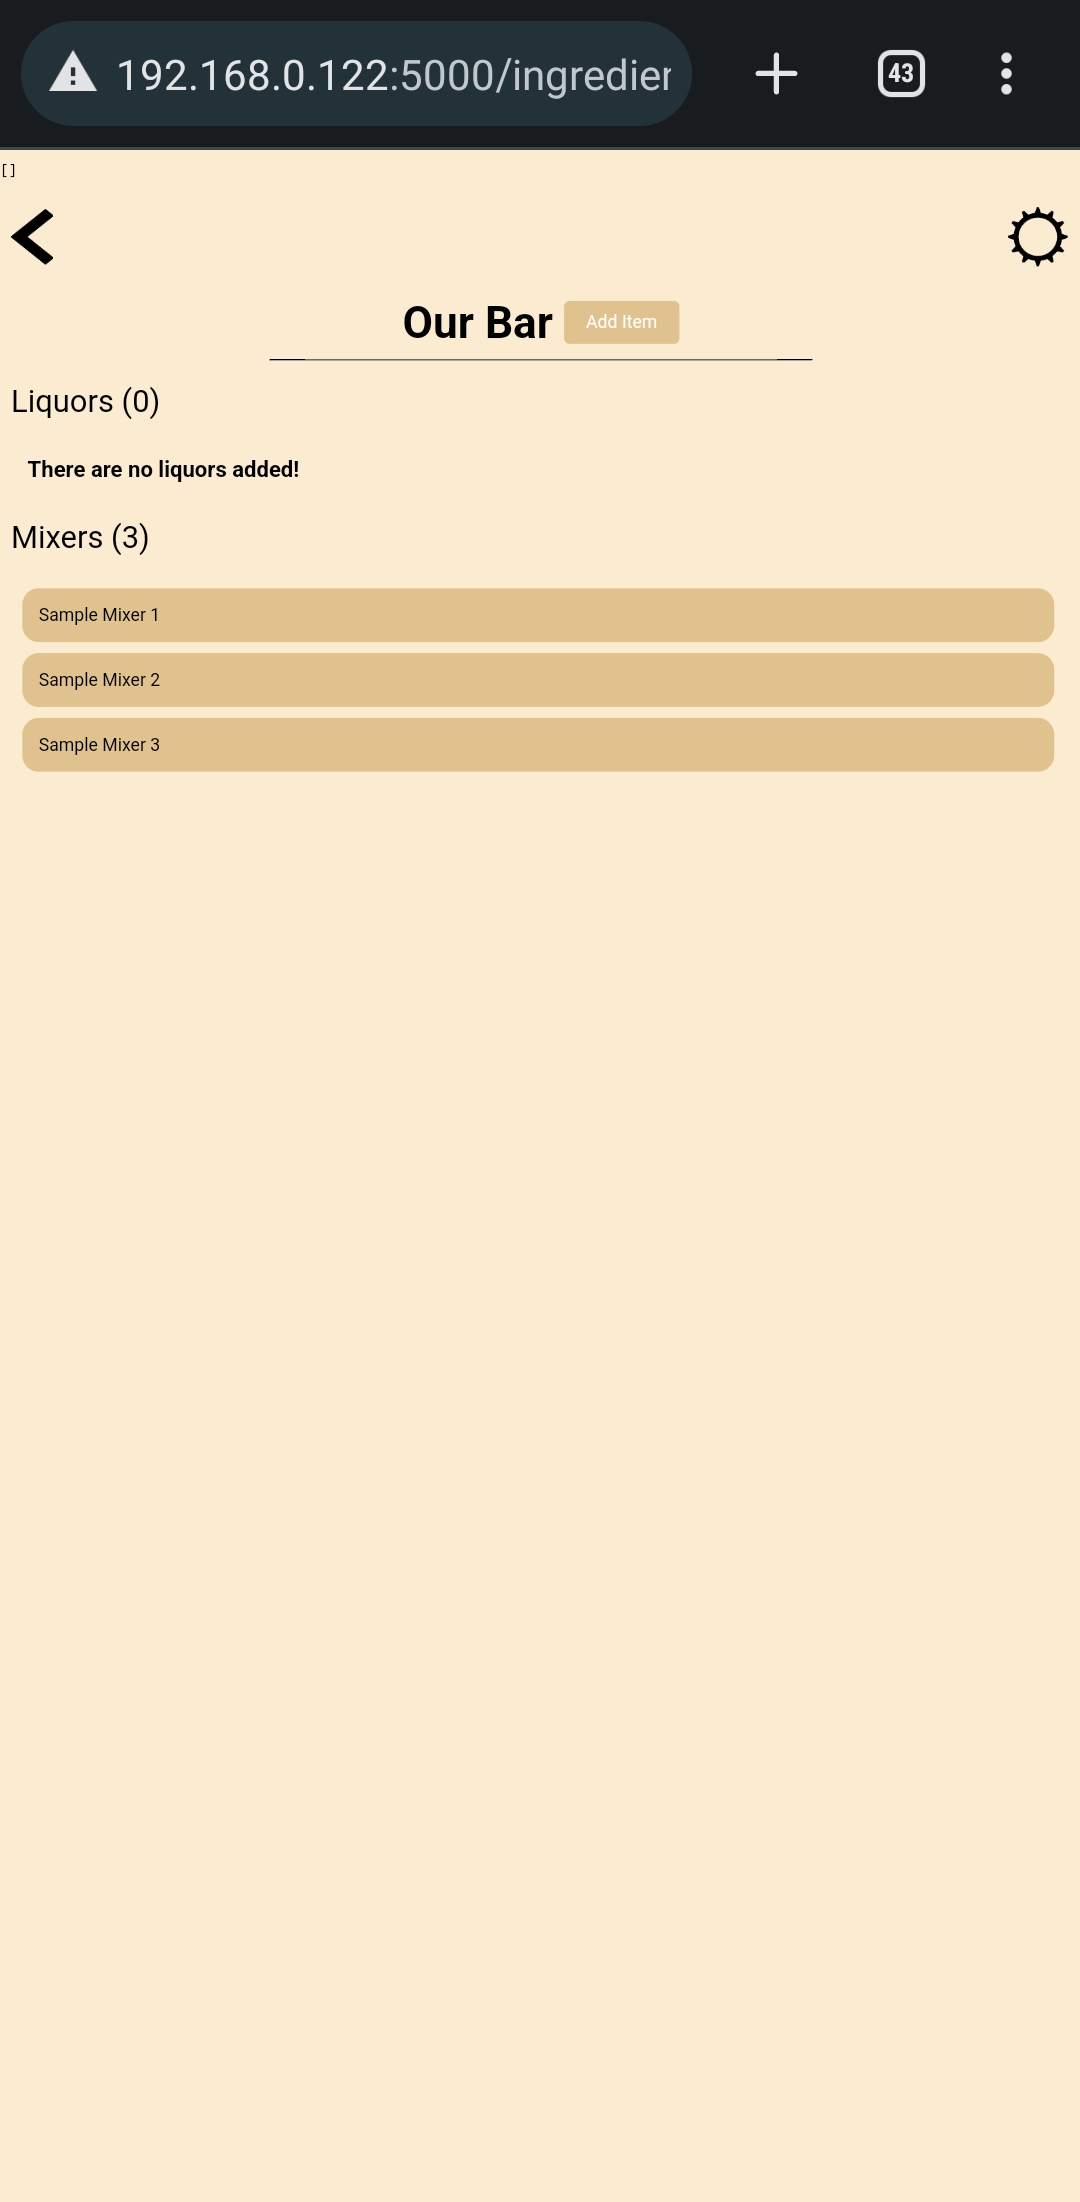 192.168.0.122:5000/ingredien
43
[]
Our Bar
Add Item
Liquors (0)
There are no liquors added!
Mixers (3)
Sample Mixer 1
Sample Mixer 2
Sample Mixer 3